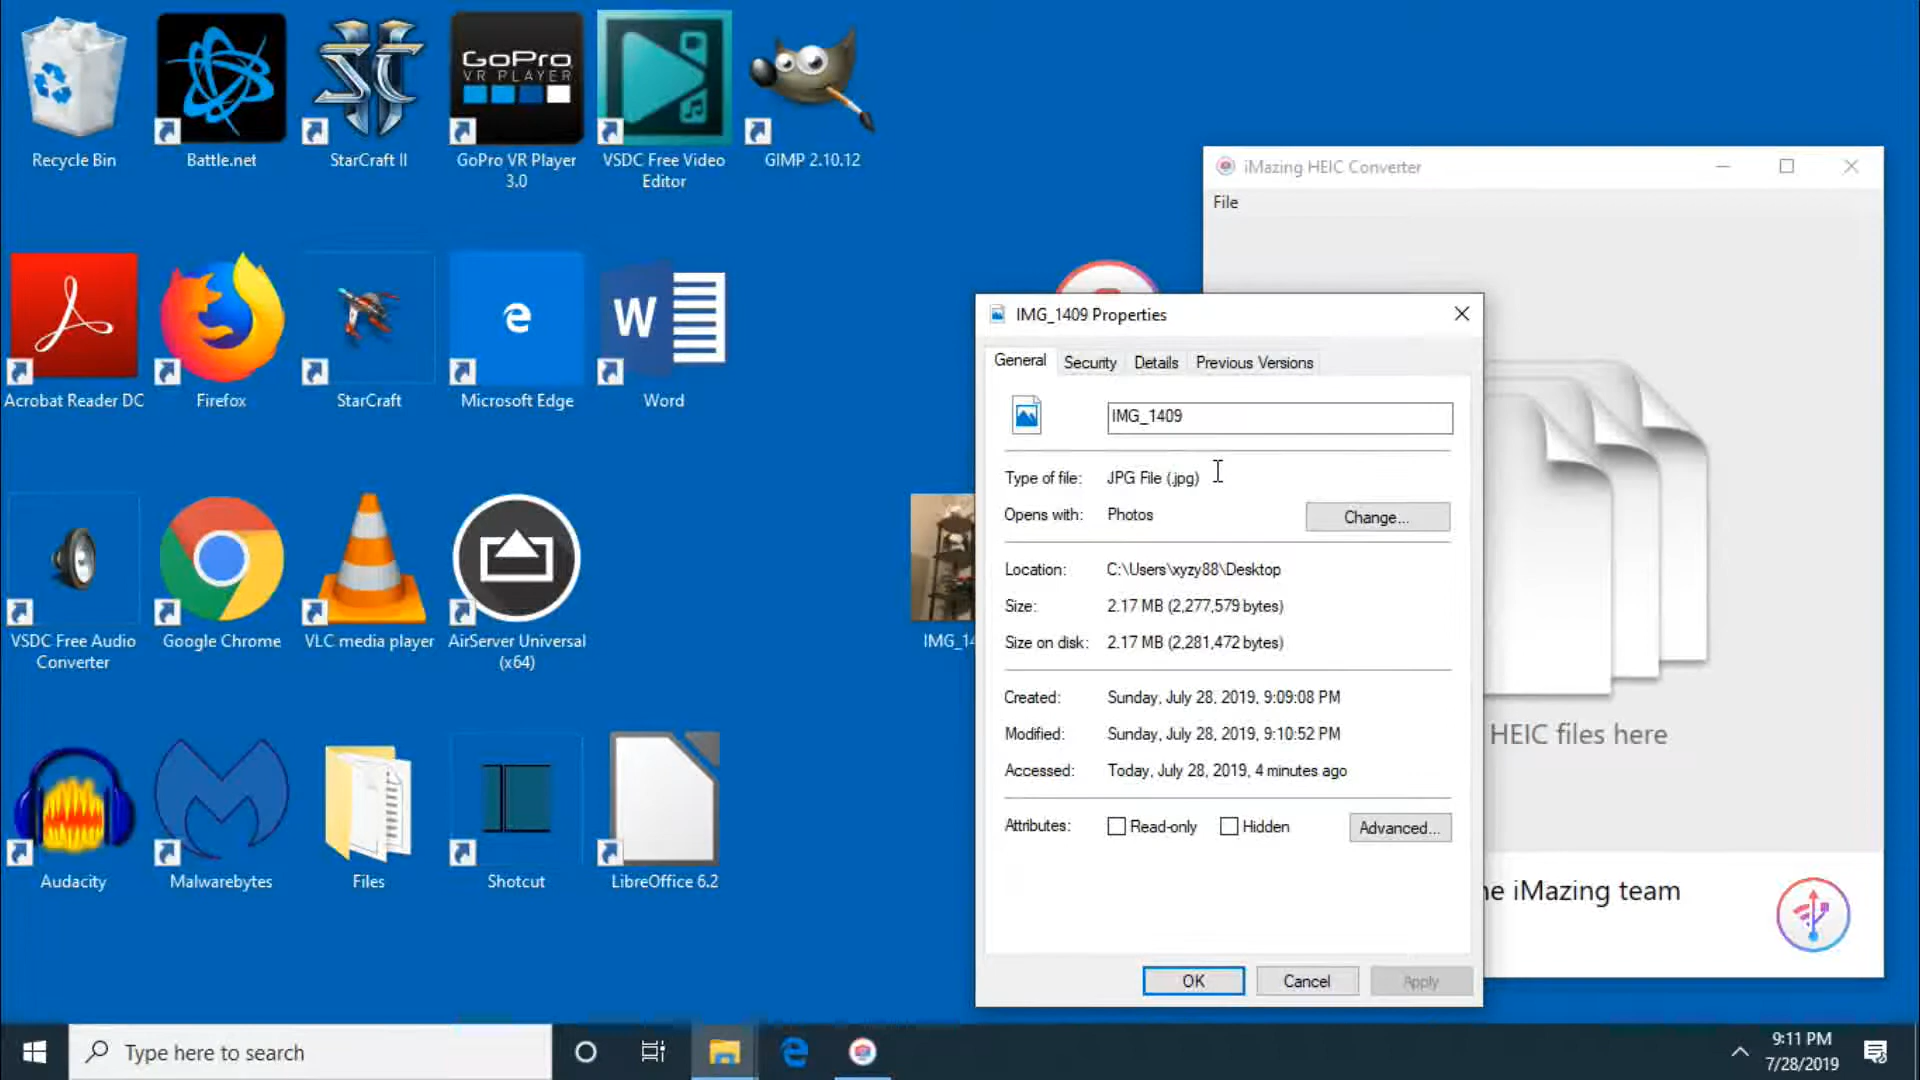 GoPro
VR PLAYER
Recycle Bin
Battle.net
StarCraft II
GoPro VR Player
3.0
VSDC Free Video
Editor
GIMP 2.10.12
iMazing HEIC Converter
File
Acrobat Reader DC
Firefox
StarCraft
Microsoft Edge
W
Word
IMG_1409 Properties
General
Security
Details
Previous Versions
IMG_1409
Type of file:
JPG File (.jpg)
Opens with:
Photos
Change...
Location:
C:\Users\xyzy88\Desktop
Size:
2.17 MB (2,277,579 bytes)
Size on disk:
2.17 MB (2,281,472 bytes)
Created:
Sunday, July 28, 2019, 9:09:08 PM
Modified:
Sunday, July 28, 2019, 9:10:52 PM
Accessed:
Today, July 28, 2019, 4 minutes ago
Attributes:
Read-only
Hidden
Advanced...
OK
Cancel
Apply
VSDC Free Audio
Converter
Google Chrome
VLC media player
AirServer Universal
(x64)
IMG_14
HEIC files here
iMazing team
Audacity
Malwarebytes
Files
Shotcut
LibreOffice 6.2
Type here to search
9:11 PM
7/28/2019